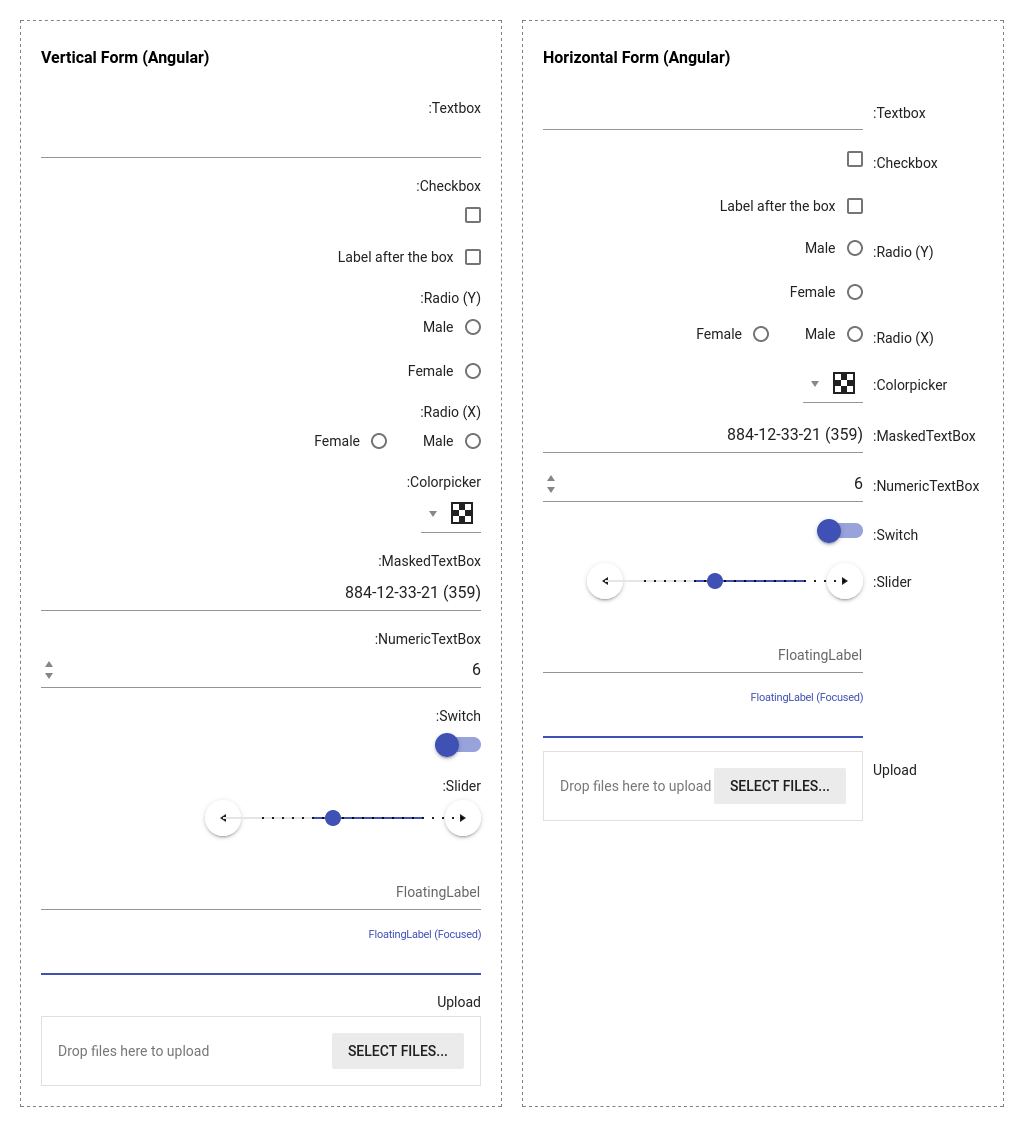 Vertical Form (Angular)
:Textbox
:Checkbox
Label after the box
:Radio (Y)
Male
Female
:Radio (X)
Female Male
:Colorpicker
:MaskedTextBox
884-12-33-21 (359)
:NumericTextBox
6
:Switch
:Slider
FloatingLabel
FloatingLabel (Focused)
Upload
Drop files here to upload SELECT FILES...
Horizontal Form (Angular)
:Textbox
:Checkbox
Label after the box
Male :Radio (Y)
Female
Female Male :Radio (X)
:Colorpicker
884-12-33-21 (359) :MaskedTextBox
6 :NumericTextBox
:Switch
:Slider
FloatingLabel
FloatingLabel (Focused)
Upload
Drop files here to upload SELECT FILES...